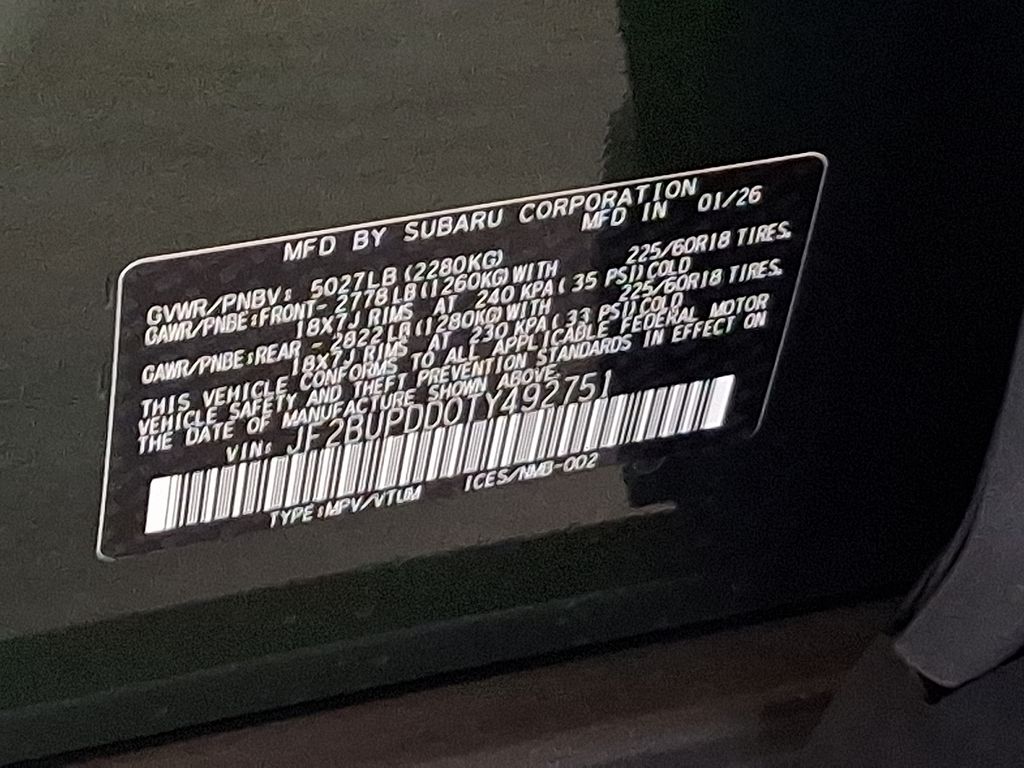 MFD BY SUBARU CORPORATION
MFD IN 01/26
GVWR/PNBV: 5027LB (2280KG)
GAWR/PNBE:FRONT- 2778LB(1260KG)WITH 225/60R18 TIRES,
18X7J RIMS AT 240 KPA( 35 PSI)COLD
GAWR/PNBE:REAR - 2822LB(1280KG)WITH 225/60R18 TIRES,
18X7J RIMS AT 230 KPA( 33 PSI)COLD
THIS VEHICLE CONFORMS TO ALL APPLICABLE FEDERAL MOTOR
VEHICLE SAFETY AND THEFT PREVENTION STANDARDS IN EFFECT ON
THE DATE OF MANUFACTURE SHOWN ABOVE.
VIN: JF2BUPDD0TY492751
TYPE:MPV/VTUM ICES/NMB-002